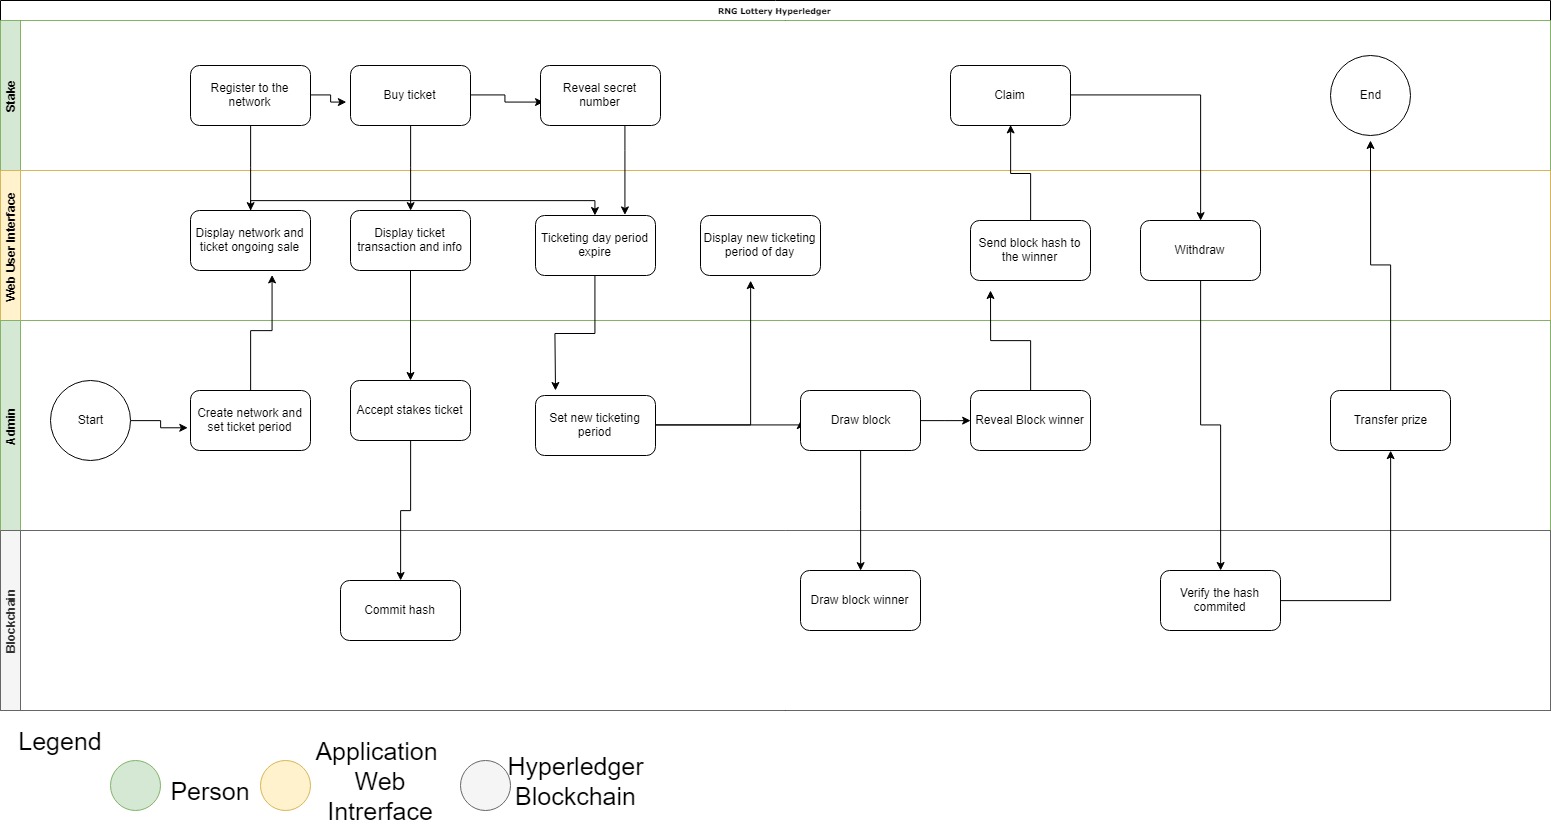 RNG Lottery Hyperledger
Stake
Register to the
network
Buy ticket
Reveal secret
number
Claim
End
Web User Interface
Display network and
ticket ongoing sale
Display ticket
transaction and info
Ticketing day period
expire
Display new ticketing
period of day
Send block hash to
the winner
Withdraw
Admin
Start
Create network and
set ticket period
Accept stakes ticket
Set new ticketing
period
Draw block
Reveal Block winner
Transfer prize
Blockchain
Commit hash
Draw block winner
Verify the hash
commited
Legend
Person
Application
Web
Intrerface
Hyperledger
Blockchain